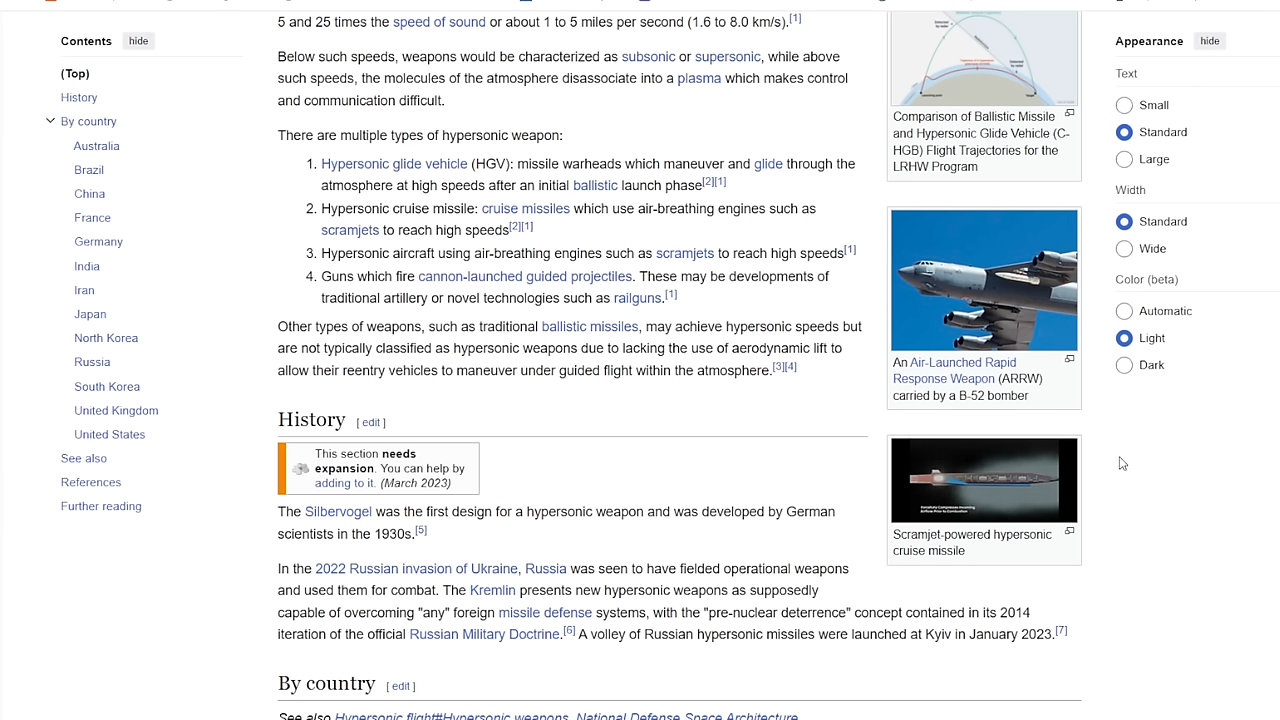 5 and 25 times the speed of sound or about 1 to 5 miles per second (1.6 to 8.0 km/s).[1]
Contents hide
(Top)
History
By country
Australia
Brazil
China
France
Germany
India
Iran
Japan
North Korea
Russia
South Korea
United Kingdom
United States
See also
References
Further reading
Below such speeds, weapons would be characterized as subsonic or supersonic, while above
such speeds, the molecules of the atmosphere disassociate into a plasma which makes control
and communication difficult.
There are multiple types of hypersonic weapon:
1. Hypersonic glide vehicle (HGV): missile warheads which maneuver and glide through the
atmosphere at high speeds after an initial ballistic launch phase[2][1]
2. Hypersonic cruise missile: cruise missiles which use air-breathing engines such as
scramjets to reach high speeds[2][1]
3. Hypersonic aircraft using air-breathing engines such as scramjets to reach high speeds[1]
4. Guns which fire cannon-launched guided projectiles. These may be developments of
traditional artillery or novel technologies such as railguns.[1]
Other types of weapons, such as traditional ballistic missiles, may achieve hypersonic speeds but
are not typically classified as hypersonic weapons due to lacking the use of aerodynamic lift to
allow their reentry vehicles to maneuver under guided flight within the atmosphere.[3][4]
History [ edit ]
This section needs
expansion. You can help by
adding to it. (March 2023)
The Silbervogel was the first design for a hypersonic weapon and was developed by German
scientists in the 1930s.[5]
In the 2022 Russian invasion of Ukraine, Russia was seen to have fielded operational weapons
and used them for combat. The Kremlin presents new hypersonic weapons as supposedly
capable of overcoming "any" foreign missile defense systems, with the "pre-nuclear deterrence" concept contained in its 2014
iteration of the official Russian Military Doctrine.[6] A volley of Russian hypersonic missiles were launched at Kyiv in January 2023.[7]
By country [ edit ]
See also Hypersonic flight#Hypersonic weapons, National Defense Space Architecture
Comparison of Ballistic Missile
and Hypersonic Glide Vehicle (C-
HGB) Flight Trajectories for the
LRHW Program
An Air-Launched Rapid
Response Weapon (ARRW)
carried by a B-52 bomber
Scramjet-powered hypersonic
cruise missile
Appearance hide
Text
Small
Standard
Large
Width
Standard
Wide
Color (beta)
Automatic
Light
Dark